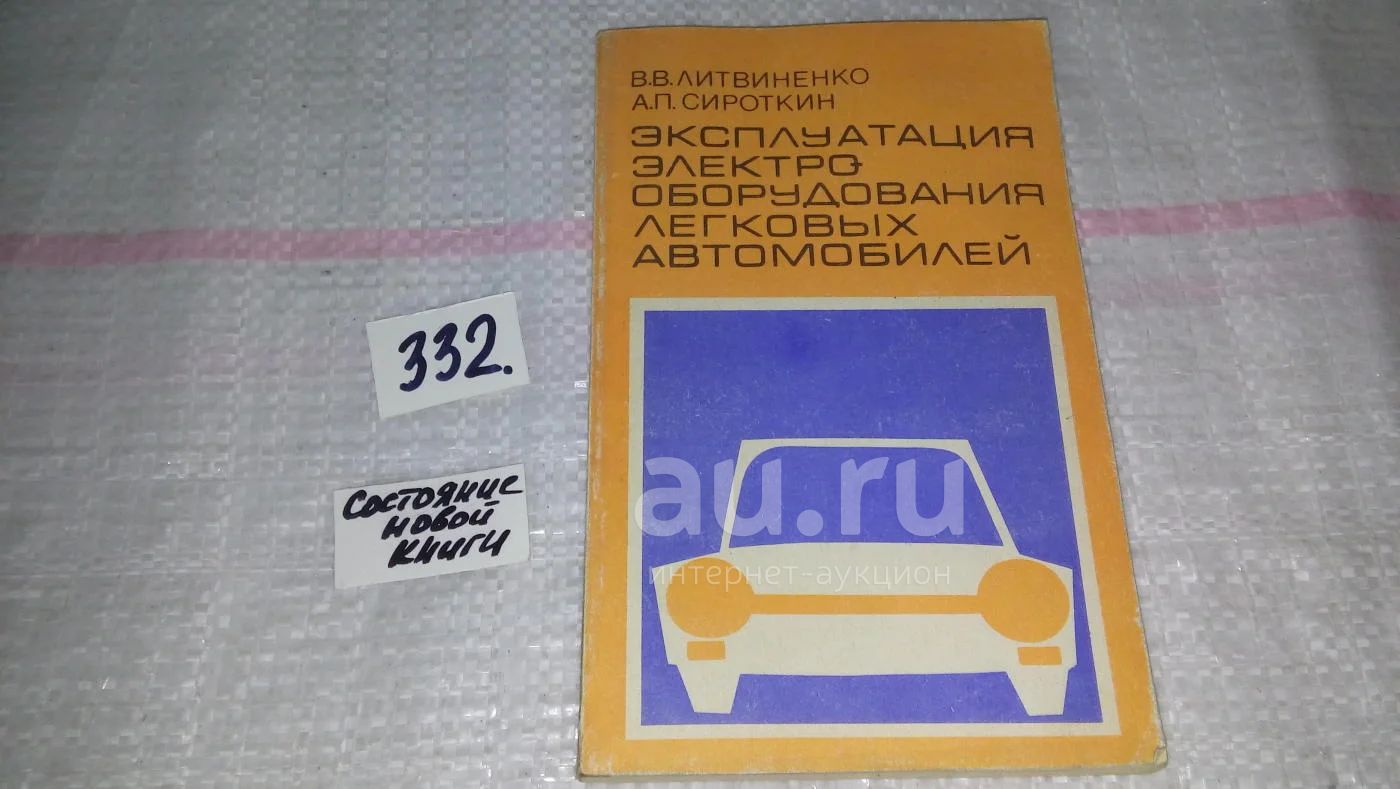 В.В.ЛИТВИНЕНКО
А.П.СИРОТКИН
ЭКСПЛУАТАЦИЯ
ЭЛЕКТРО-
ОБОРУДОВАНИЯ
ЛЕГКОВЫХ
АВТОМОБИЛЕЙ
332.
Состояние
новой
книги
au.ru
интернет-аукцион